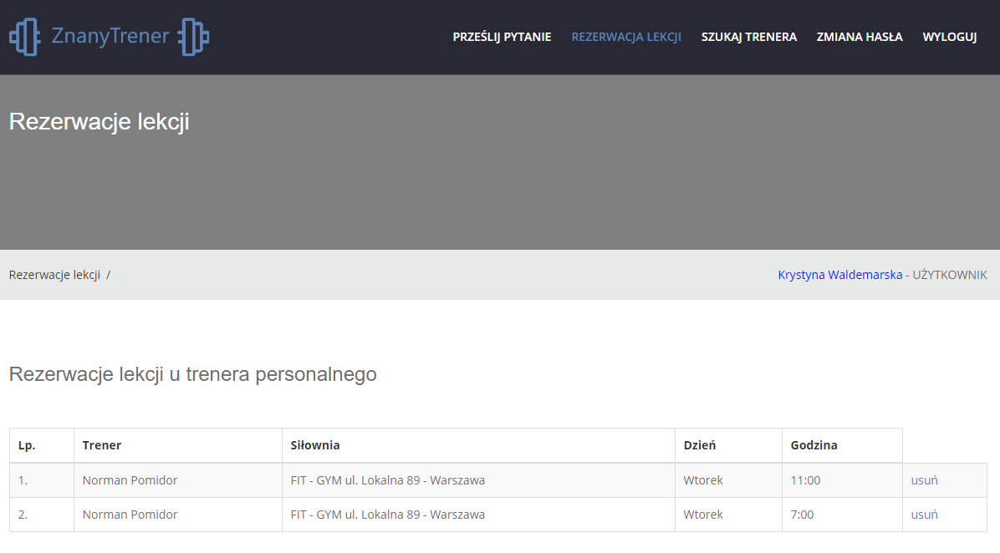 ZnanyTrener
PRZEŚLIJ PYTANIE REZERWACJA LEKCJI SZUKAJ TRENERA ZMIANA HASŁA WYLOGUJ
Rezerwacje lekcji
Rezerwacje lekcji / Krystyna Waldemarska - UŻYTKOWNIK
Rezerwacje lekcji u trenera personalnego
Lp. Trener Siłownia Dzień Godzina
1. Norman Pomidor FIT - GYM ul. Lokalna 89 - Warszawa Wtorek 11:00 usuń
2. Norman Pomidor FIT - GYM ul. Lokalna 89 - Warszawa Wtorek 7:00 usuń